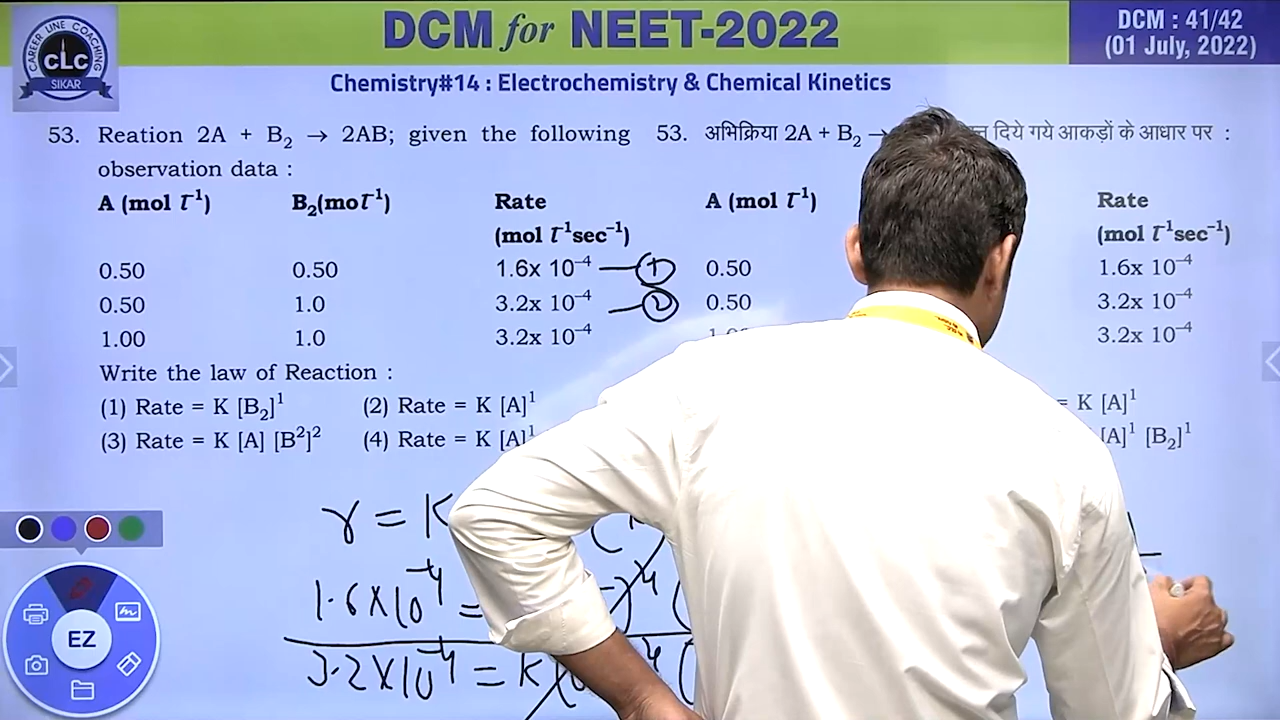 CAREER LINE COACHING
CLC
SIKAR
DCM for NEET-2022
DCM : 41/42
(01 July, 2022)
Chemistry#14 : Electrochemistry & Chemical Kinetics
53. Reation 2A + B₂ → 2AB; given the following
observation data :
A (mol l⁻¹) B₂(mol⁻¹) Rate
(mol l⁻¹sec⁻¹)
0.50 0.50 1.6x 10⁻⁴ — ①
0.50 1.0 3.2x 10⁻⁴ — ②
1.00 1.0 3.2x 10⁻⁴
Write the law of Reaction :
(1) Rate = K [B₂]¹ (2) Rate = K [A]¹
(3) Rate = K [A] [B²]² (4) Rate = K [A]¹
53. अभिक्रिया 2A + B₂ → दिये गये आकड़ों के आधार पर :
A (mol l⁻¹) Rate
(mol l⁻¹sec⁻¹)
0.50 1.6x 10⁻⁴
0.50 3.2x 10⁻⁴
3.2x 10⁻⁴
= K [A]¹
[A]¹ [B₂]¹
r = K
1.6×10⁻⁴ =
3.2×10⁻⁴ = K
EZ